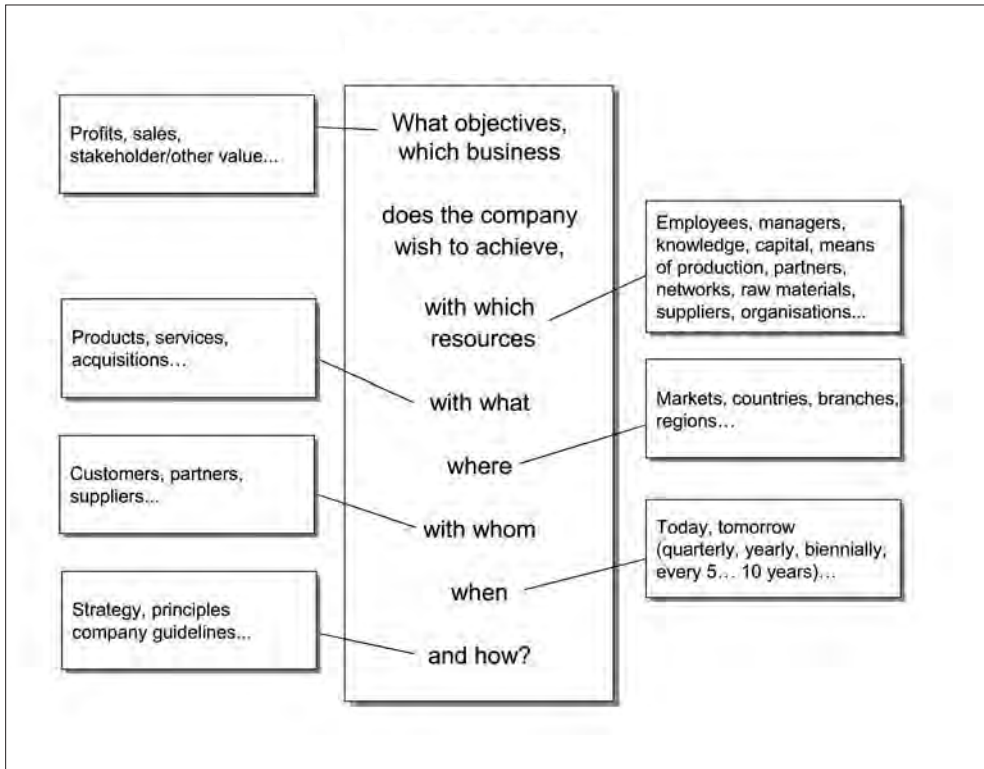 Profits, sales,
stakeholder/other value...
What objectives,
which business
does the company
wish to achieve,
Employees, managers,
knowledge, capital, means
of production, partners,
networks, raw materials,
suppliers, organisations...
with which
resources
Products, services,
acquisitions…
with what
Markets, countries, branches,
regions…
where
Customers, partners,
suppliers...
with whom
Today, tomorrow
(quarterly, yearly, biennially,
every 5… 10 years)…
when
Strategy, principles
company guidelines...
and how?